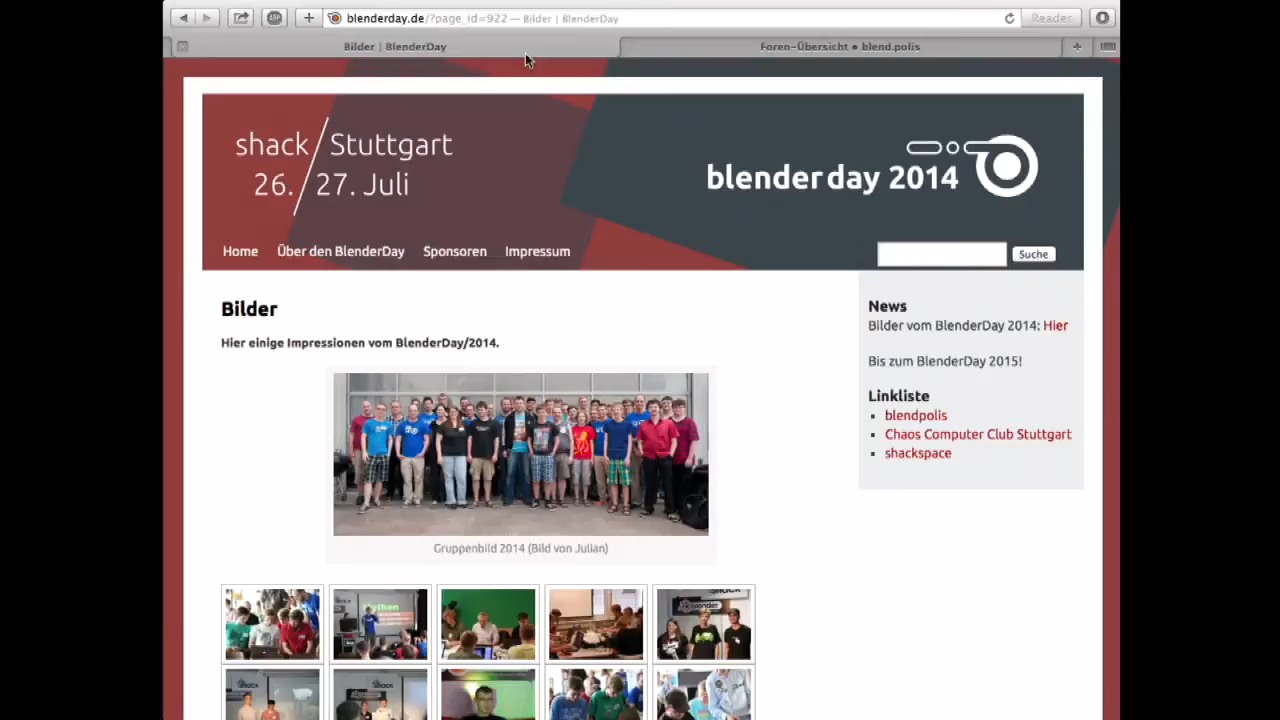 blenderday.de/?page_id=922 — Bilder | BlenderDay
Reader
Bilder | BlenderDay
Foren-Übersicht • blend.polis
shack/Stuttgart
26./27. Juli
blenderday 2014
Home
Über den BlenderDay
Sponsoren
Impressum
Suche
Bilder
Hier einige Impressionen vom BlenderDay/2014.
Gruppenbild 2014 (Bild von Julian)
News
Bilder vom BlenderDay 2014: Hier
Bis zum BlenderDay 2015!
Linkliste
blendpolis
Chaos Computer Club Stuttgart
shackspace